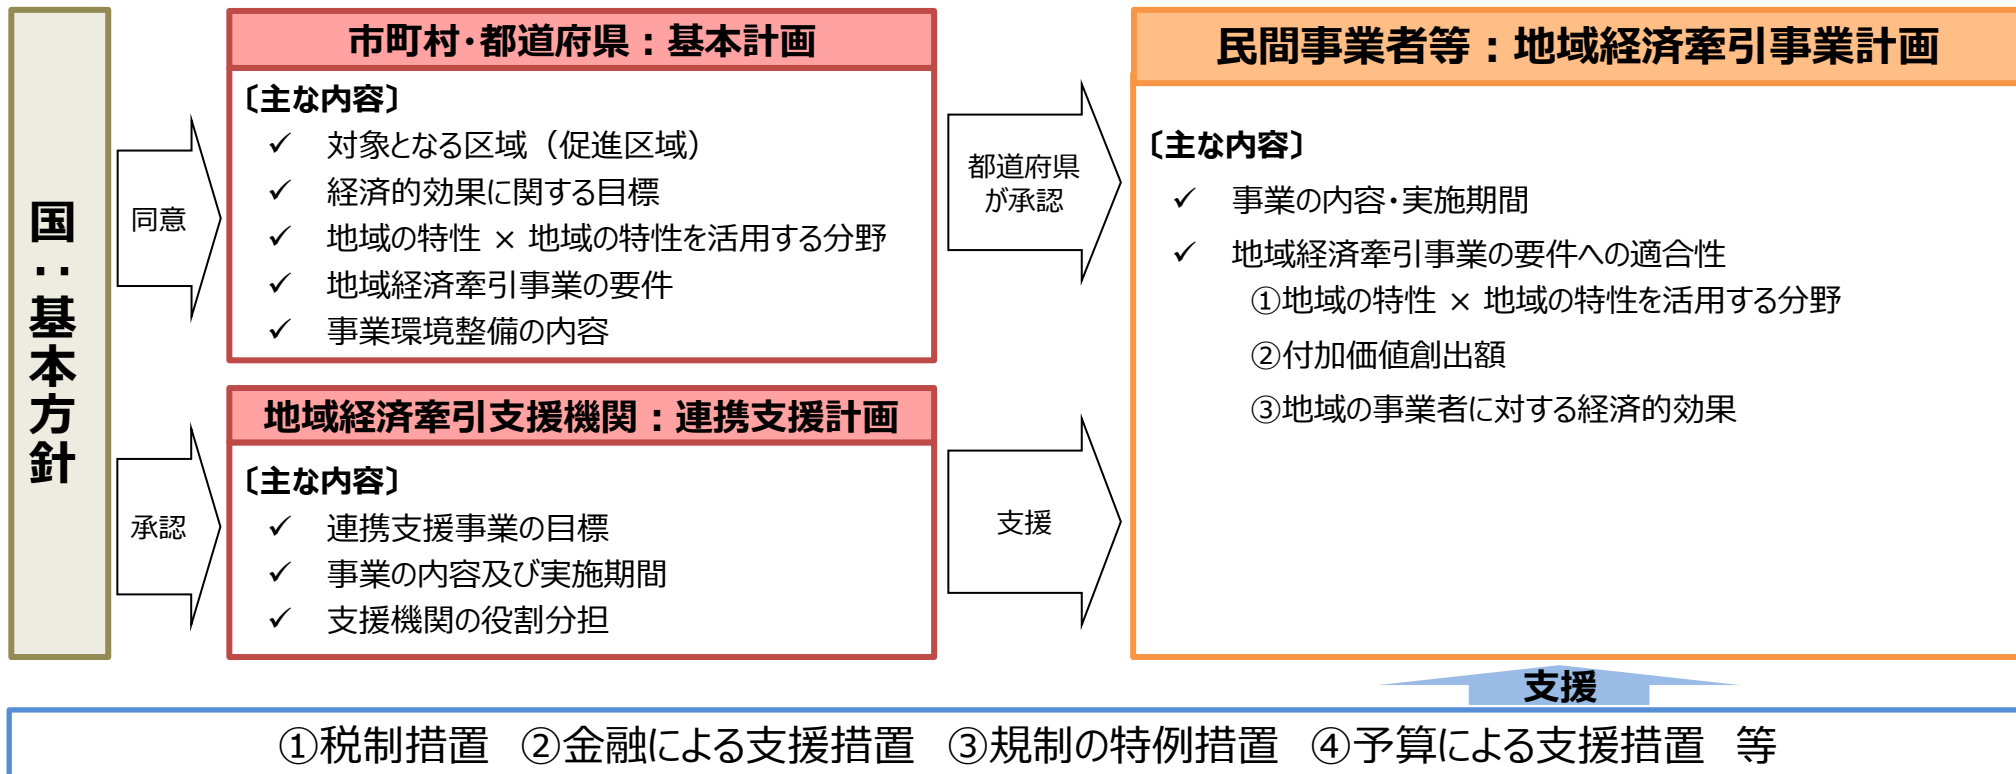 国：基本方針
同意
承認
市町村･都道府県：基本計画
〔主な内容〕
✓ 対象となる区域（促進区域）
✓ 経済的効果に関する目標
✓ 地域の特性 × 地域の特性を活用する分野
✓ 地域経済牽引事業の要件
✓ 事業環境整備の内容
地域経済牽引支援機関：連携支援計画
〔主な内容〕
✓ 連携支援事業の目標
✓ 事業の内容及び実施期間
✓ 支援機関の役割分担
都道府県
が承認
支援
民間事業者等：地域経済牽引事業計画
〔主な内容〕
✓ 事業の内容･実施期間
✓ 地域経済牽引事業の要件への適合性
①地域の特性 × 地域の特性を活用する分野
②付加価値創出額
③地域の事業者に対する経済的効果
支援
①税制措置 ②金融による支援措置 ③規制の特例措置 ④予算による支援措置 等